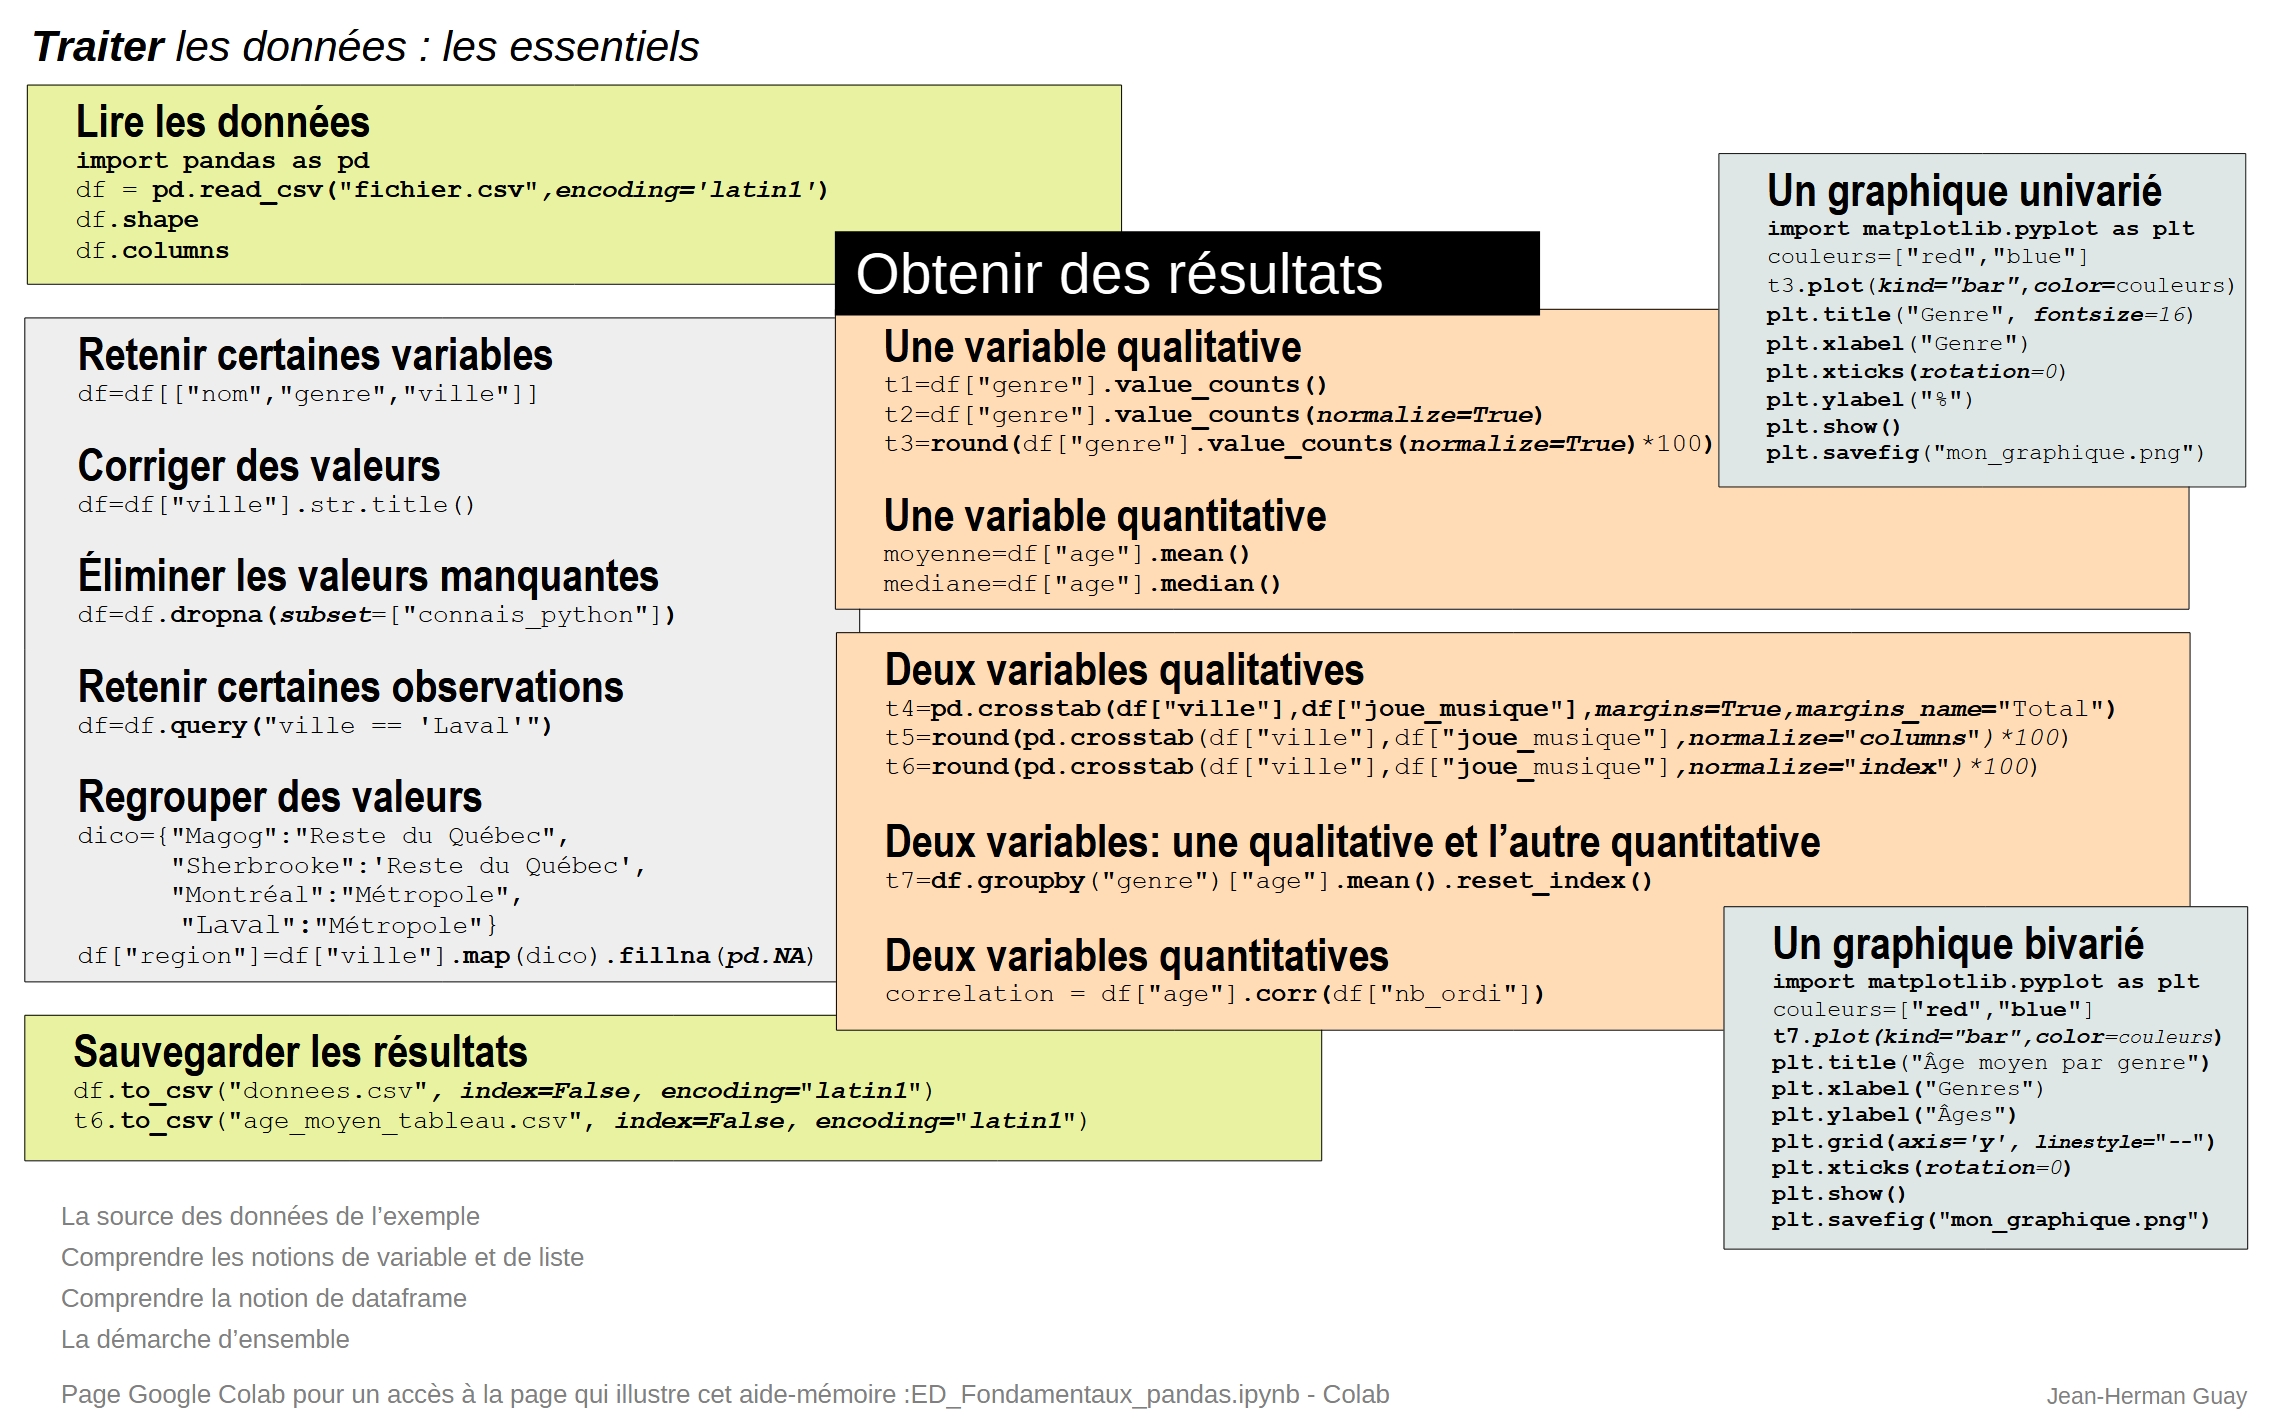 Traiter les données : les essentiels
Lire les données
import pandas as pd
df = pd.read_csv("fichier.csv",encoding='latin1')
df.shape
df.columns
Retenir certaines variables
df=df[["nom","genre","ville"]]
Corriger des valeurs
df=df["ville"].str.title()
Éliminer les valeurs manquantes
df=df.dropna(subset=["connais_python"])
Retenir certaines observations
df=df.query("ville == 'Laval'")
Regrouper des valeurs
dico={"Magog":"Reste du Québec",
"Sherbrooke":'Reste du Québec',
"Montréal":"Métropole",
"Laval":"Métropole"}
df["region"]=df["ville"].map(dico).fillna(pd.NA)
Sauvegarder les résultats
df.to_csv("donnees.csv", index=False, encoding="latin1")
t6.to_csv("age_moyen_tableau.csv", index=False, encoding="latin1")
Obtenir des résultats
Une variable qualitative
t1=df["genre"].value_counts()
t2=df["genre"].value_counts(normalize=True)
t3=round(df["genre"].value_counts(normalize=True)*100)
Une variable quantitative
moyenne=df["age"].mean()
mediane=df["age"].median()
Deux variables qualitatives
t4=pd.crosstab(df["ville"],df["joue_musique"],margins=True,margins_name="Total")
t5=round(pd.crosstab(df["ville"],df["joue_musique"],normalize="columns")*100)
t6=round(pd.crosstab(df["ville"],df["joue_musique"],normalize="index")*100)
Deux variables: une qualitative et l’autre quantitative
t7=df.groupby("genre")["age"].mean().reset_index()
Deux variables quantitatives
correlation = df["age"].corr(df["nb_ordi"])
Un graphique univarié
import matplotlib.pyplot as plt
couleurs=["red","blue"]
t3.plot(kind="bar",color=couleurs)
plt.title("Genre", fontsize=16)
plt.xlabel("Genre")
plt.xticks(rotation=0)
plt.ylabel("%")
plt.show()
plt.savefig("mon_graphique.png")
Un graphique bivarié
import matplotlib.pyplot as plt
couleurs=["red","blue"]
t7.plot(kind="bar",color=couleurs)
plt.title("Âge moyen par genre")
plt.xlabel("Genres")
plt.ylabel("Âges")
plt.grid(axis='y', linestyle="--")
plt.xticks(rotation=0)
plt.show()
plt.savefig("mon_graphique.png")
La source des données de l’exemple
Comprendre les notions de variable et de liste
Comprendre la notion de dataframe
La démarche d’ensemble
Page Google Colab pour un accès à la page qui illustre cet aide-mémoire :ED_Fondamentaux_pandas.ipynb - Colab
Jean-Herman Guay